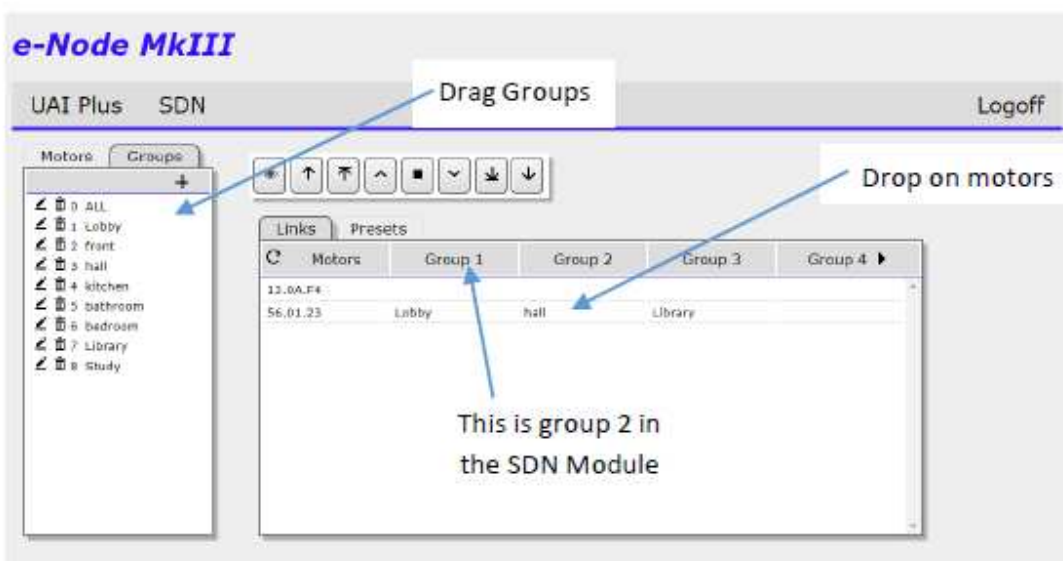 e-Node MkIII
UAI Plus SDN Logoff
Drag Groups
Drop on motors
Motors Groups
+
0 ALL
1 Lobby
2 front
3 hall
4 kitchen
5 bathroom
6 bedroom
7 Library
8 Study
Links Presets
Motors Group 1 Group 2 Group 3 Group 4
13.0A.F4
56.01.23 Lobby hall Library
This is group 2 in
the SDN Module